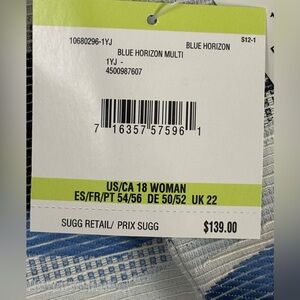 10680296-1YJ BLUE HORIZON S12-1
BLUE HORIZON MULTI
1YJ -
4500987607
7 16357 57596 1
US/CA 18 WOMAN
ES/FR/PT 54/56 DE 50/52 UK 22
SUGG RETAIL/ PRIX SUGG $139.00